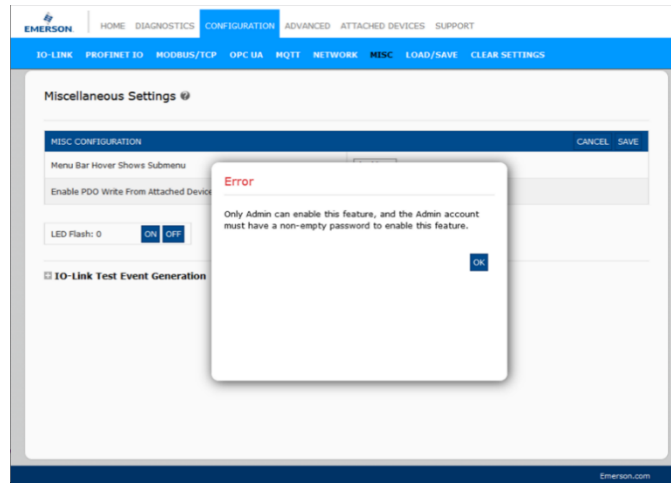 EMERSON
HOME DIAGNOSTICS CONFIGURATION ADVANCED ATTACHED DEVICES SUPPORT
IO-LINK PROFINET IO MODBUS/TCP OPC UA MQTT NETWORK MISC LOAD/SAVE CLEAR SETTINGS
Miscellaneous Settings
MISC CONFIGURATION CANCEL SAVE
Menu Bar Hover Shows Submenu
Enable PDO Write From Attached Device
LED Flash: 0 ON OFF
IO-Link Test Event Generation
Error
Only Admin can enable this feature, and the Admin account
must have a non-empty password to enable this feature.
OK
Emerson.com